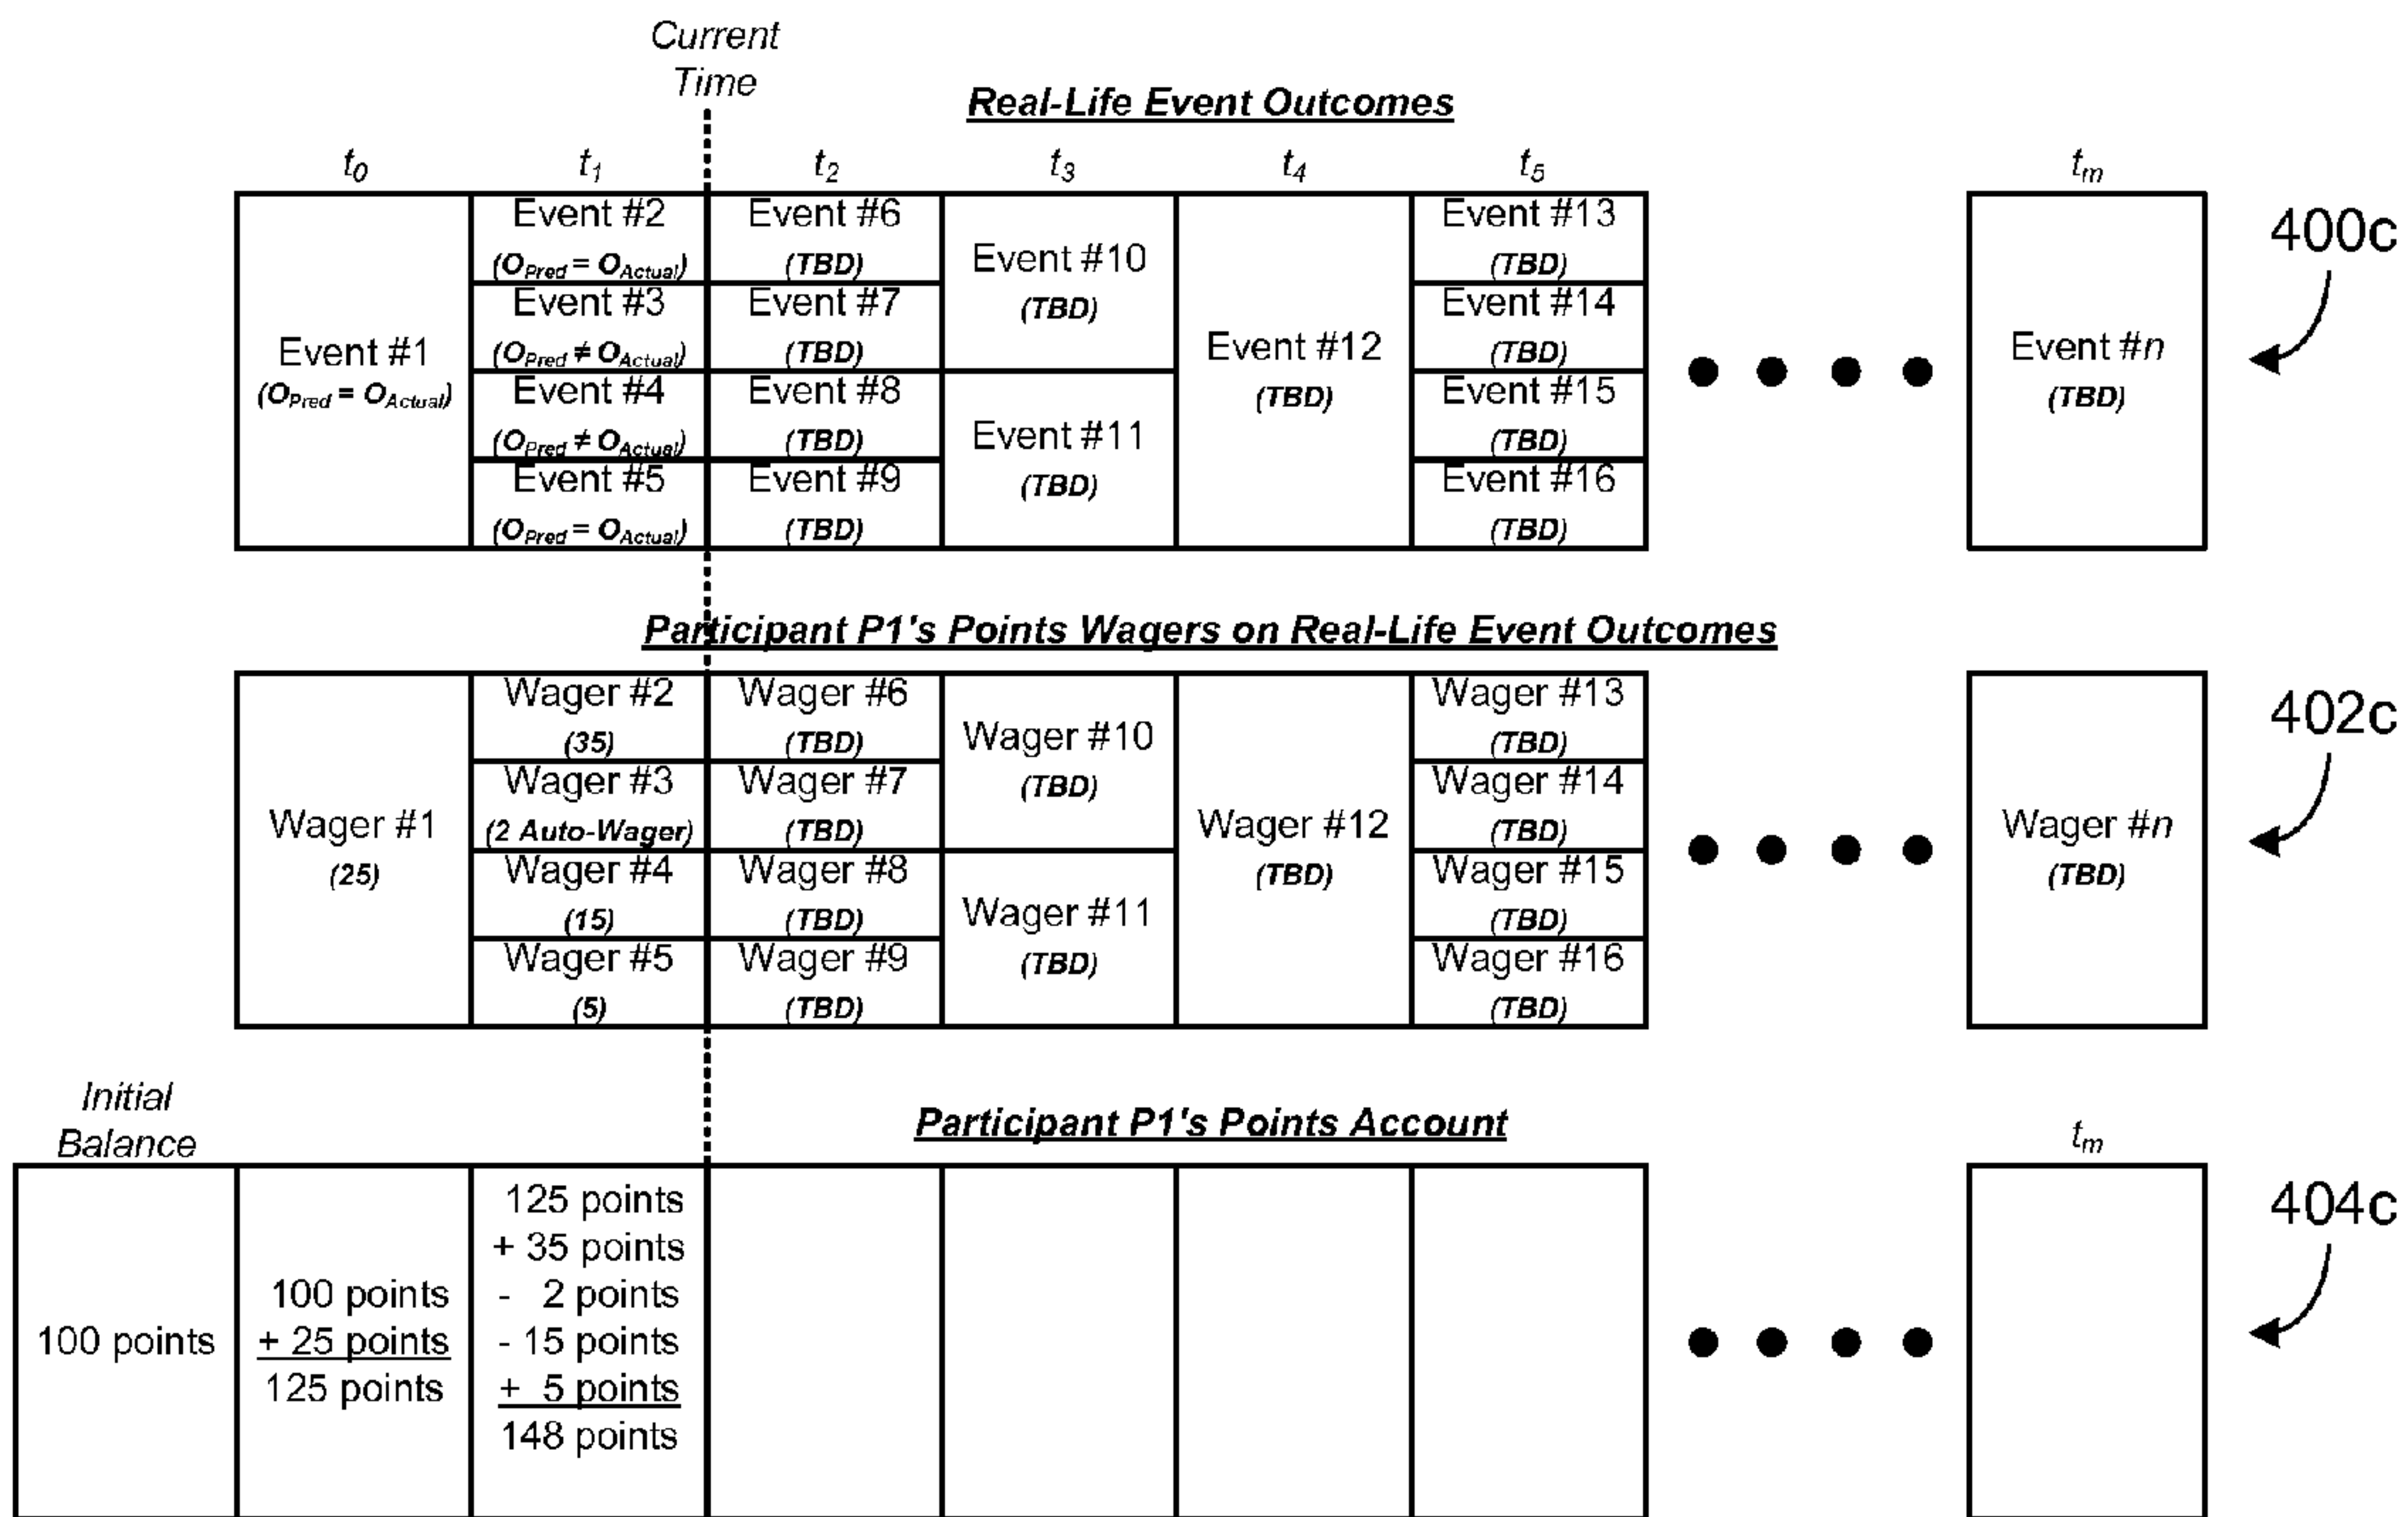 Current
Time
Real-Life Event Outcomes
t0 t1 t2 t3 t4 t5 tm
Event #1
(OPred = OActual)
Event #2
(OPred = OActual)
Event #3
(OPred ≠ OActual)
Event #4
(OPred ≠ OActual)
Event #5
(OPred = OActual)
Event #6
(TBD)
Event #7
(TBD)
Event #8
(TBD)
Event #9
(TBD)
Event #10
(TBD)
Event #11
(TBD)
Event #12
(TBD)
Event #13
(TBD)
Event #14
(TBD)
Event #15
(TBD)
Event #16
(TBD)
Event #n
(TBD)
400c
Participant P1's Points Wagers on Real-Life Event Outcomes
Wager #1
(25)
Wager #2
(35)
Wager #3
(2 Auto-Wager)
Wager #4
(15)
Wager #5
(5)
Wager #6
(TBD)
Wager #7
(TBD)
Wager #8
(TBD)
Wager #9
(TBD)
Wager #10
(TBD)
Wager #11
(TBD)
Wager #12
(TBD)
Wager #13
(TBD)
Wager #14
(TBD)
Wager #15
(TBD)
Wager #16
(TBD)
Wager #n
(TBD)
402c
Initial
Balance
Participant P1's Points Account
tm
100 points
100 points
+ 25 points
125 points
125 points
+ 35 points
- 2 points
- 15 points
+ 5 points
148 points
404c